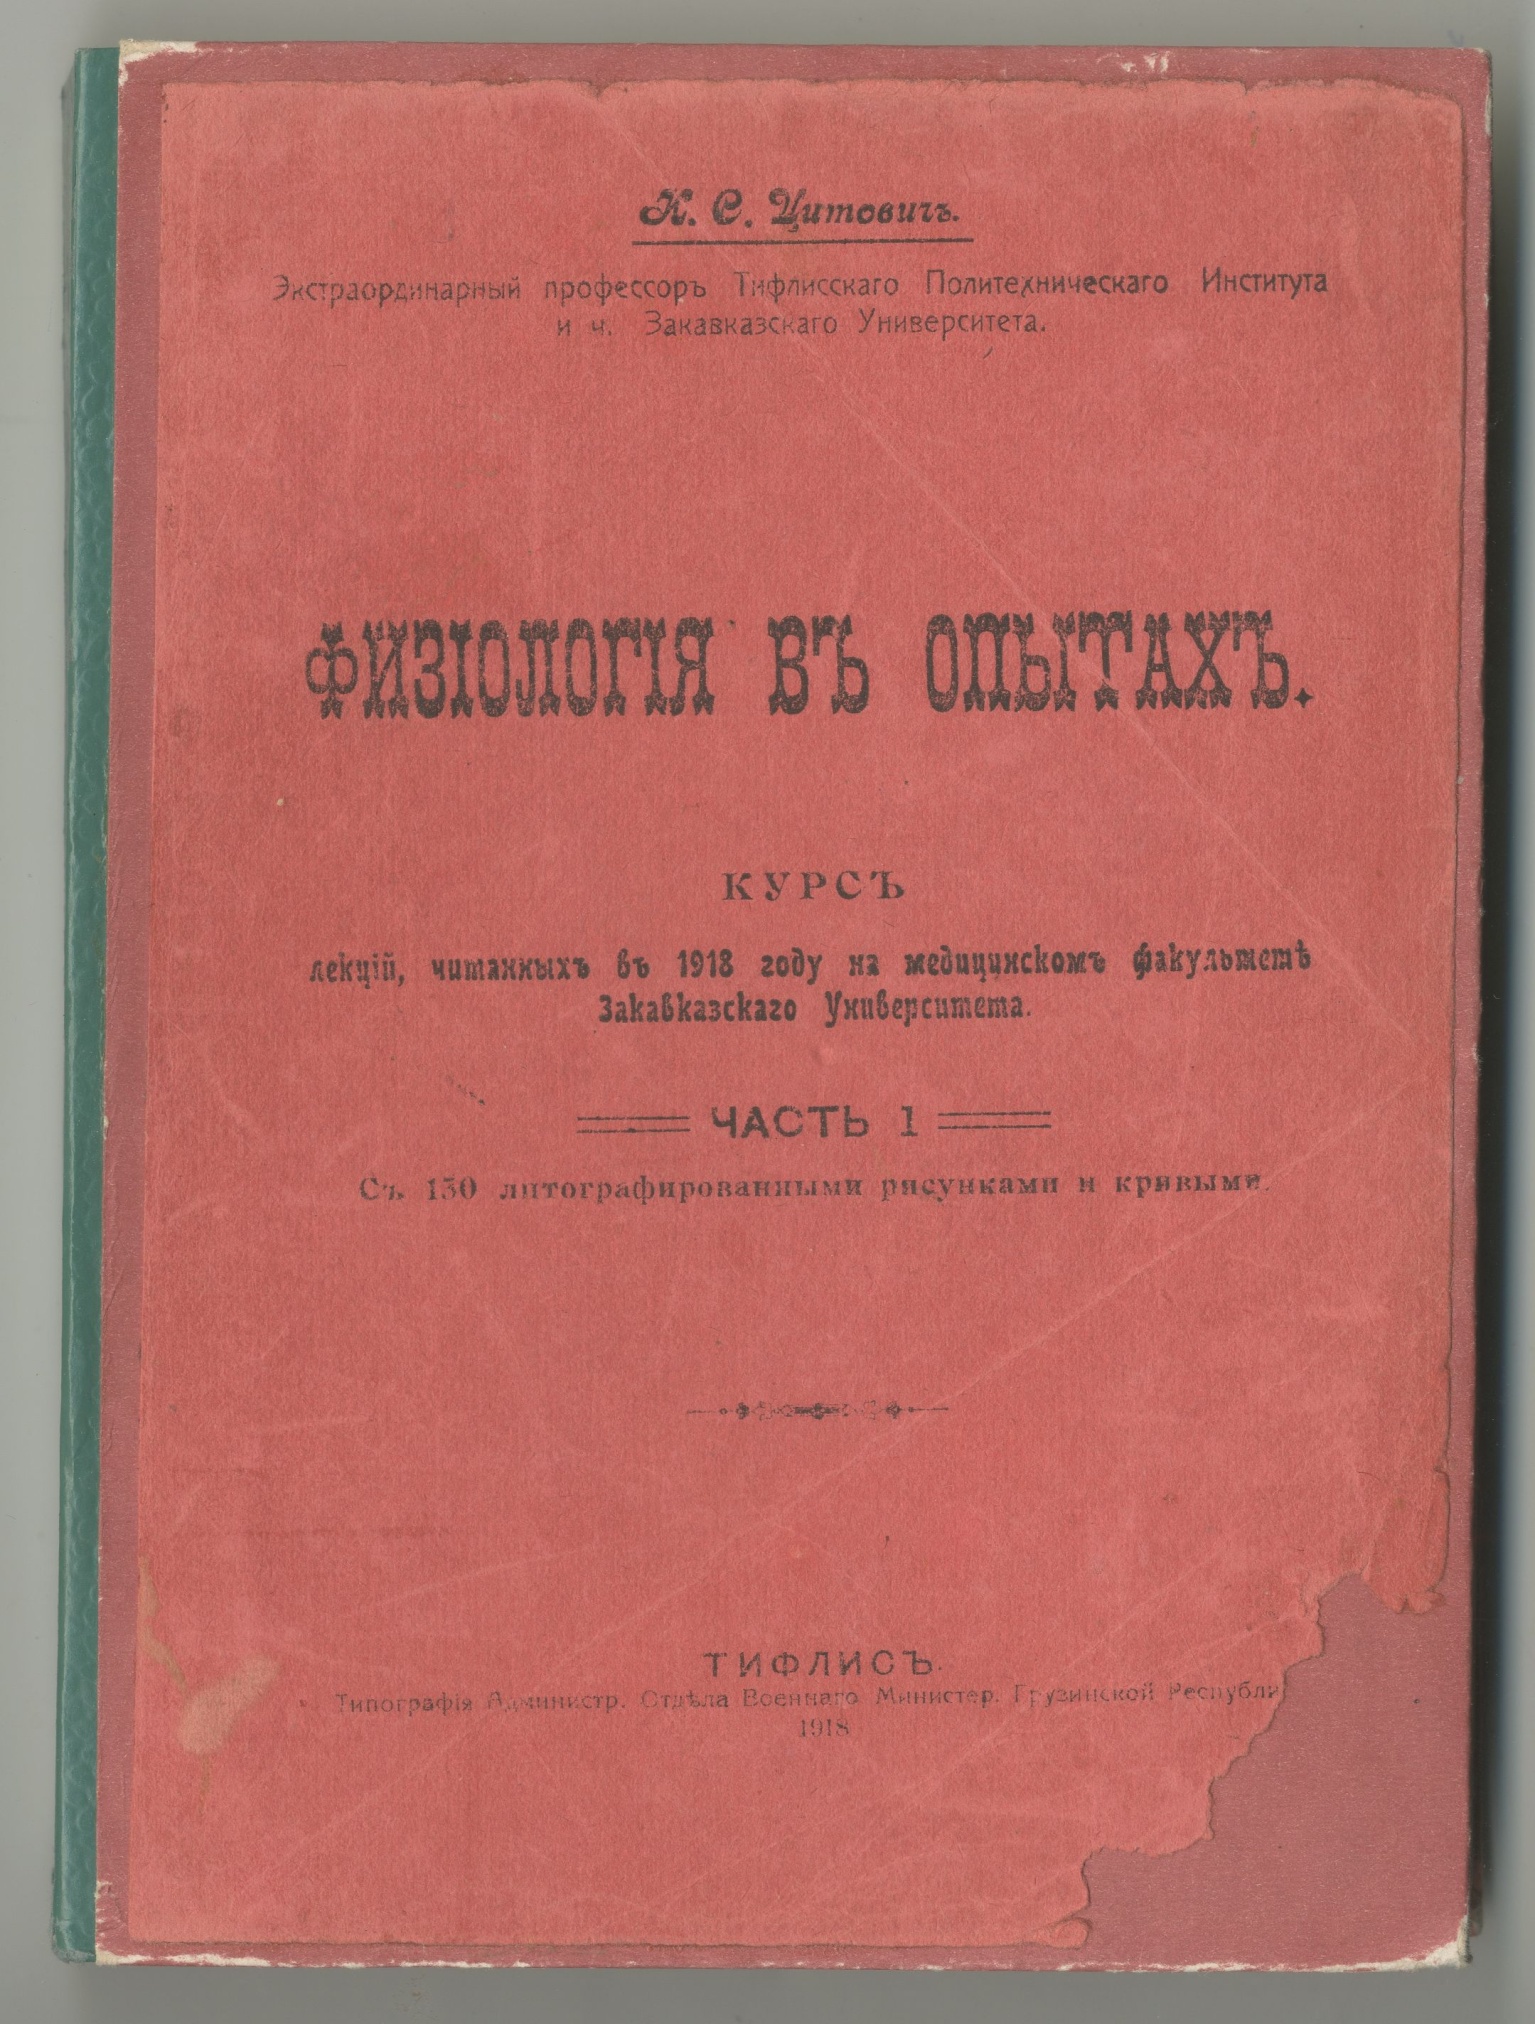 К. С. Цитовичъ.
Экстраординарный профессоръ Тифлисскаго Политехническаго Института
и ч. Закавказскаго Университета.
ФИЗІОЛОГІЯ ВЪ ОПЫТАХЪ.
КУРСЪ
лекцій, читанныхъ въ 1918 году на медицинскомъ факультетѣ
Закавказскаго Университета.
ЧАСТЬ 1
Съ 130 литографированными рисунками и кривыми.
ТИФЛИСЪ.
Типографія Администр. Отдѣла Военнаго Министер. Грузинской Республи
1918